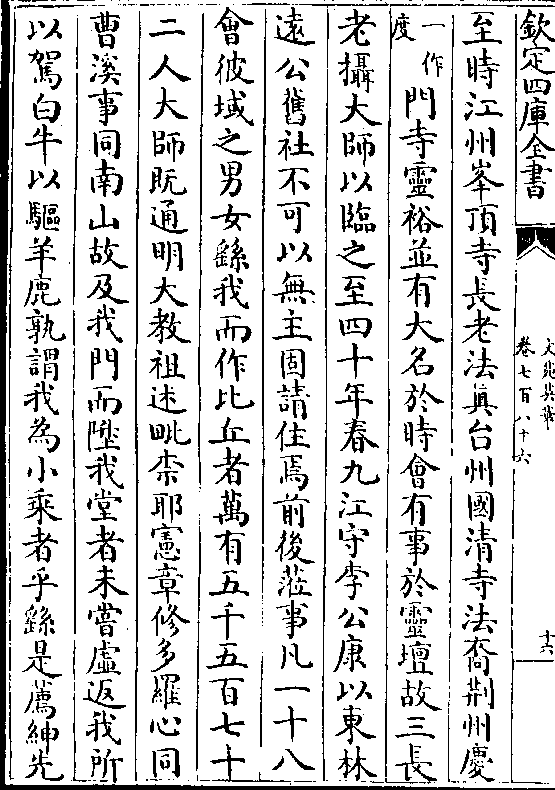 欽定四庫全書
文苑英華
卷七百八十六
十六
至時江州峯頂寺長老法真台州國清寺法裔荆州慶
一作度門寺靈裕並有大名於時會有事於靈壇故三長
老攝大師以臨之至四十年春九江守李公康以東林
遠公舊社不可以無主固請住焉前後蒞事凡一十八
會彼域之男女繇我而作比丘者萬有五千五百七十
二人大師既通明大教祖述毗柰耶憲章修多羅心同
曹溪事同南山故及我門而陞我堂者未嘗虛返我所
以駕白牛以驅羊鹿孰謂我為小乘者乎繇是薦紳先